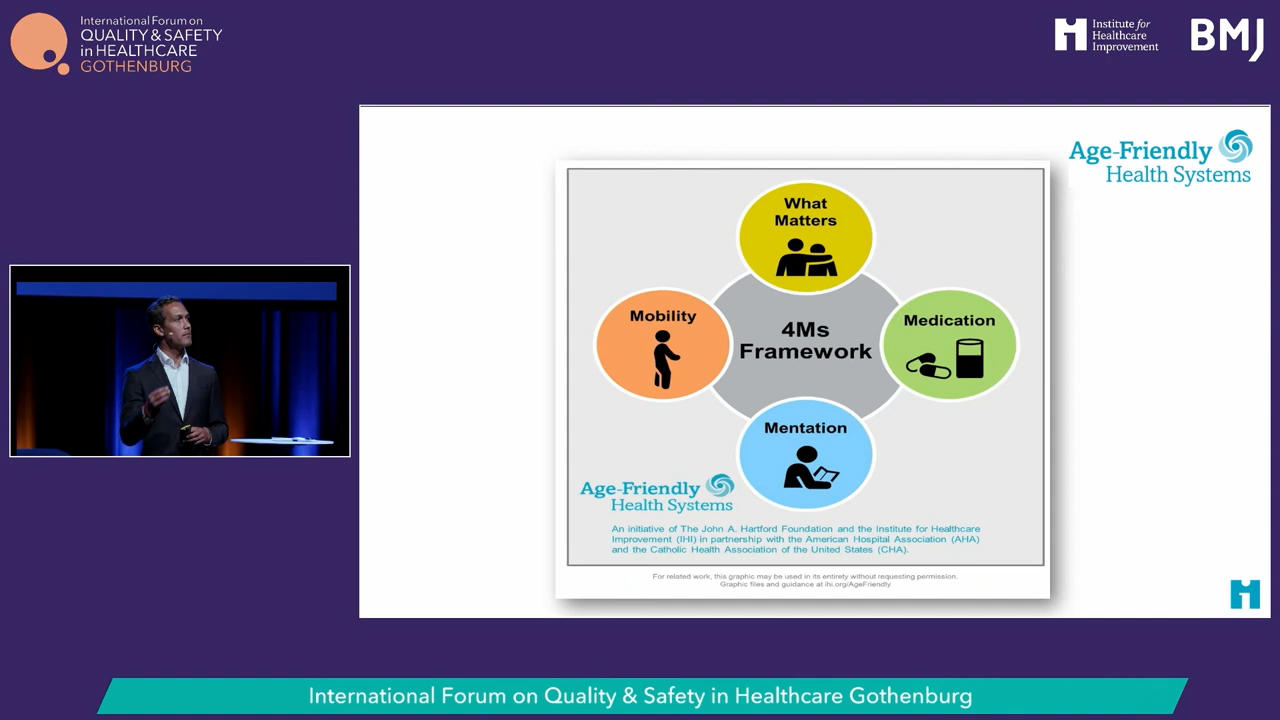 International Forum on
QUALITY & SAFETY
in HEALTHCARE
GOTHENBURG
Institute for
Healthcare
Improvement
BMJ
Age-Friendly
Health Systems
What
Matters
Mobility
4Ms
Framework
Medication
Mentation
Age-Friendly
Health Systems
An initiative of The John A. Hartford Foundation and the Institute for Healthcare
Improvement (IHI) in partnership with the American Hospital Association (AHA)
and the Catholic Health Association of the United States (CHA).
For related work, this graphic may be used in its entirety without requesting permission.
Graphic files and guidance at ihi.org/AgeFriendly
International Forum on Quality & Safety in Healthcare Gothenburg